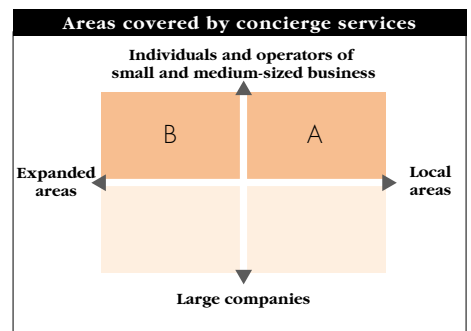 Areas covered by concierge services
Individuals and operators of
small and medium-sized business
B
A
Expanded
areas
Local
areas
Large companies